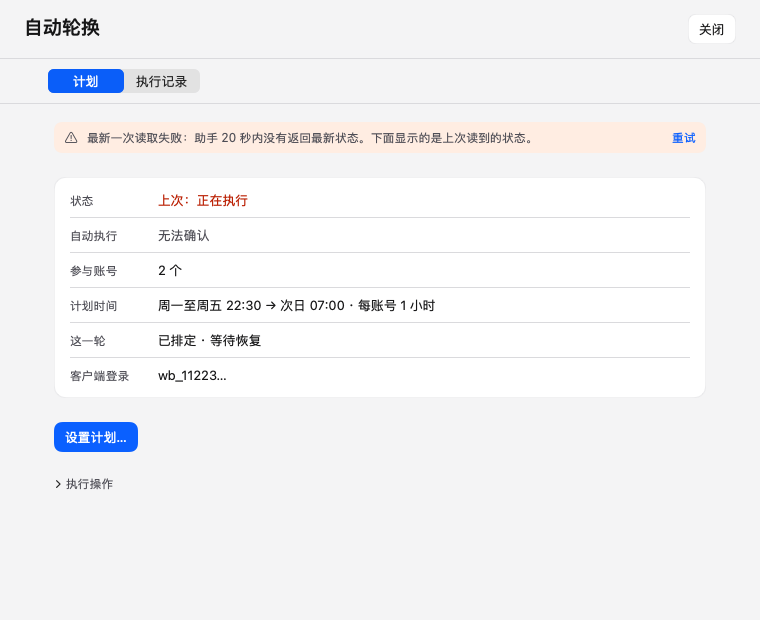 自动轮换
关闭
计划
执行记录
最新一次读取失败：助手 20 秒内没有返回最新状态。下面显示的是上次读到的状态。
重试
状态 上次：正在执行
自动执行 无法确认
参与账号 2 个
计划时间 周一至周五 22:30 → 次日 07:00 · 每账号 1 小时
这一轮 已排定 · 等待恢复
客户端登录 wb_11223...
设置计划...
执行操作